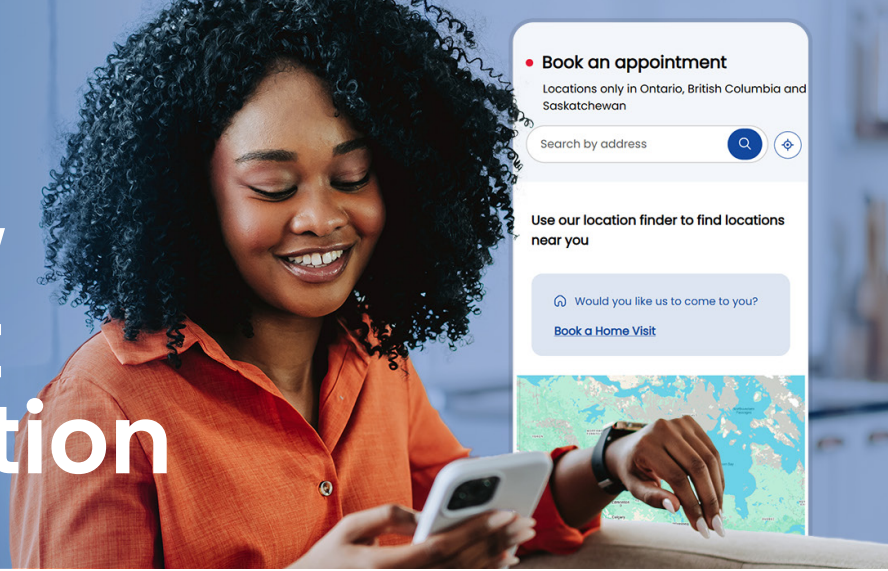 Book an appointment
Locations only in Ontario, British Columbia and
Saskatchewan
Search by address
Use our location finder to find locations
near you
Would you like us to come to you?
Book a Home Visit
tion
Calgary